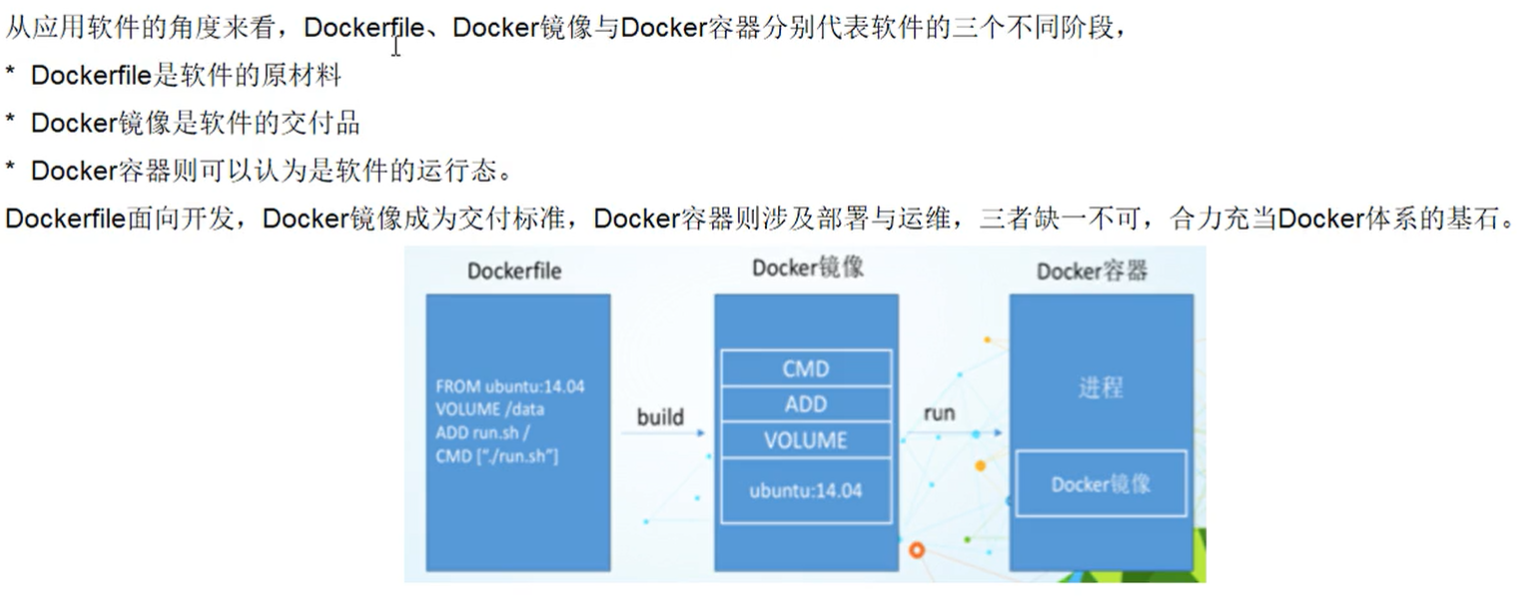 从应用软件的角度来看，Dockerfile、Docker镜像与Docker容器分别代表软件的三个不同阶段，
* Dockerfile是软件的原材料
* Docker镜像是软件的交付品
* Docker容器则可以认为是软件的运行态。
Dockerfile面向开发，Docker镜像成为交付标准，Docker容器则涉及部署与运维，三者缺一不可，合力充当Docker体系的基石。
Dockerfile
FROM ubuntu:14.04
VOLUME /data
ADD run.sh /
CMD ["./run.sh"]
build
Docker镜像
CMD
ADD
VOLUME
ubuntu:14.04
run
Docker容器
进程
Docker镜像